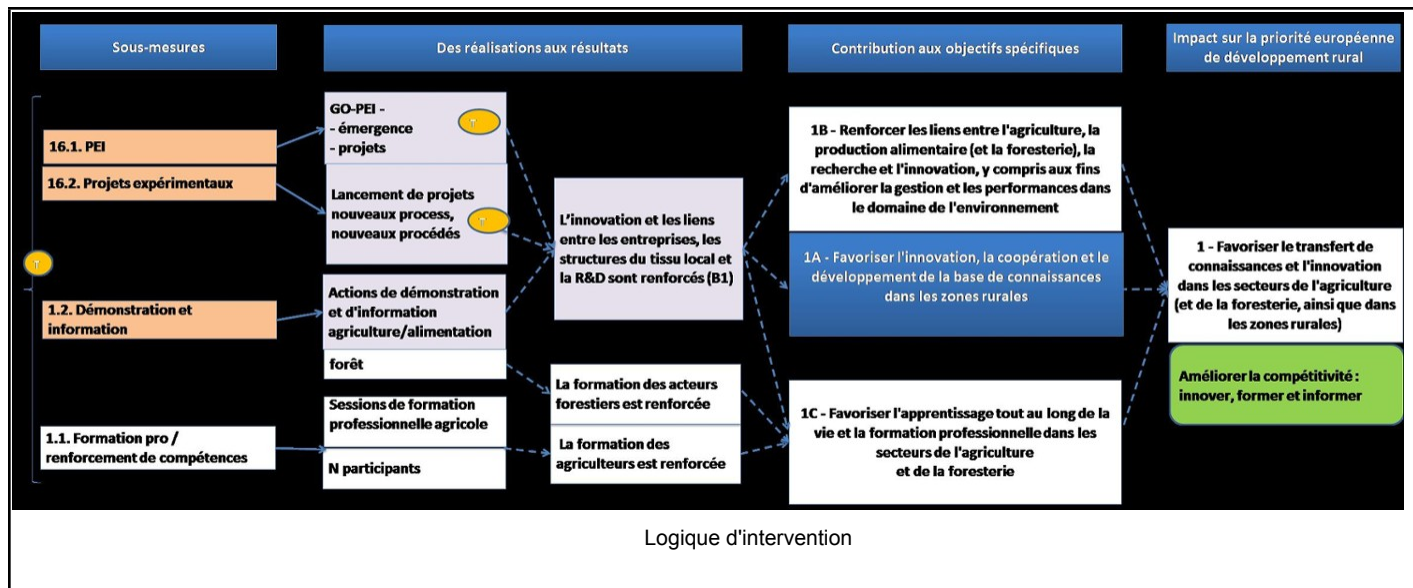 Sous-mesures
Des réalisations aux résultats
Contribution aux objectifs spécifiques
Impact sur la priorité européenne
de développement rural
16.1. PEI
16.2. Projets expérimentaux
1.2. Démonstration et
information
1.1. Formation pro /
renforcement de compétences
GO-PEI -
- émergence
- projets
Lancement de projets
nouveaux process,
nouveaux procédés
Actions de démonstration
et d'information
agriculture/alimentation
forêt
Sessions de formation
professionnelle agricole
N participants
L'innovation et les liens
entre les entreprises, les
structures du tissu local et
la R&D sont renforcés (B1)
La formation des acteurs
forestiers est renforcée
La formation des
agriculteurs est renforcée
1B - Renforcer les liens entre l'agriculture, la
production alimentaire (et la foresterie), la
recherche et l'innovation, y compris aux fins
d'améliorer la gestion et les performances dans
le domaine de l'environnement
1A - Favoriser l'innovation, la coopération et le
développement de la base de connaissances
dans les zones rurales
1C - Favoriser l'apprentissage tout au long de la
vie et la formation professionnelle dans les
secteurs de l'agriculture
et de la foresterie
1 - Favoriser le transfert de
connaissances et l'innovation
dans les secteurs de l'agriculture
(et de la foresterie, ainsi que dans
les zones rurales)
Améliorer la compétitivité :
innover, former et informer
Logique d'intervention